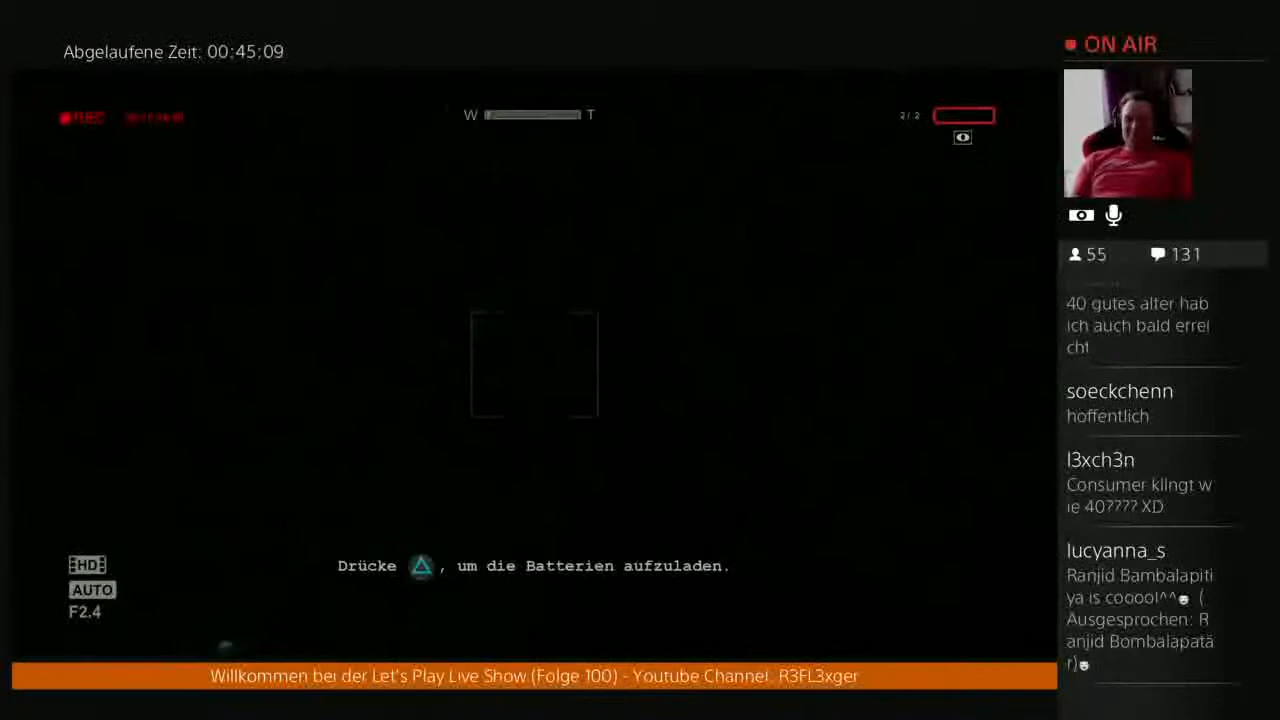 Abgelaufene Zeit: 00:45:09
ON AIR
REC
W T
2/2
55 131
40 gutes alter hab
ich auch bald errei
cht
soeckchenn
hoffentlich
l3xch3n
Consumer klingt w
ie 40???? XD
lucyanna_s
Ranjid Bambalapiti
ya is cooool^^ (
Ausgesprochen: R
anjid Bombalapatä
r)
HD
AUTO
F2.4
Drücke , um die Batterien aufzuladen.
Willkommen bei der Let's Play Live Show (Folge 100) - Youtube Channel: R3FL3xger